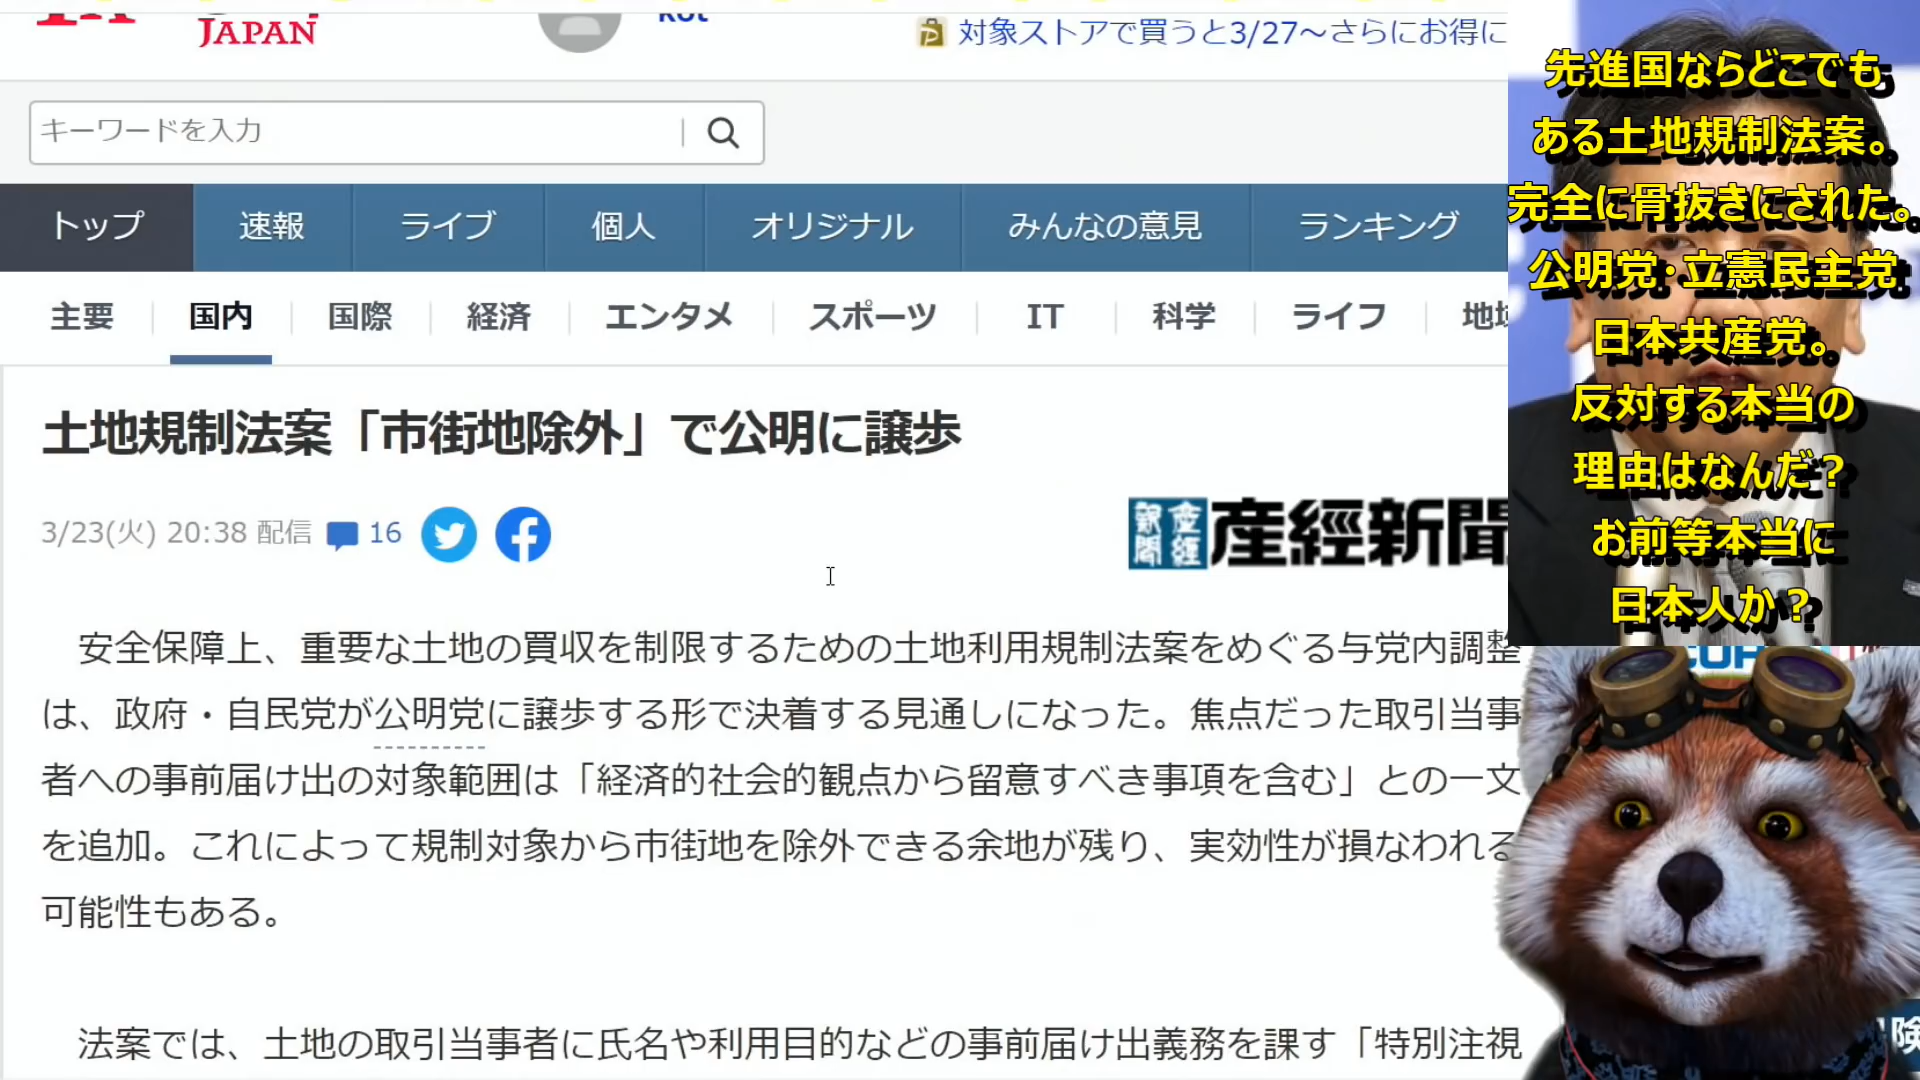 JAPAN
対象ストアで買うと3/27～さらにお得に
キーワードを入力
トップ
速報
ライブ
個人
オリジナル
みんなの意見
ランキング
主要
国内
国際
経済
エンタメ
スポーツ
IT
科学
ライフ
土地規制法案「市街地除外」で公明に譲歩
3/23(火) 20:38 配信
16
産経新聞
産經新聞
安全保障上、重要な土地の買収を制限するための土地利用規制法案をめぐる与党内調整
は、政府・自民党が公明党に譲歩する形で決着する見通しになった。焦点だった取引当事
者への事前届け出の対象範囲は「経済的社会的観点から留意すべき事項を含む」との一文
を追加。これによって規制対象から市街地を除外できる余地が残り、実効性が損なわれる
可能性もある。
法案では、土地の取引当事者に氏名や利用目的などの事前届け出義務を課す「特別注視
先進国ならどこでも
ある土地規制法案。
完全に骨抜きにされた。
公明党・立憲民主党
日本共産党。
反対する本当の
理由はなんだ？
お前等本当に
日本人か？